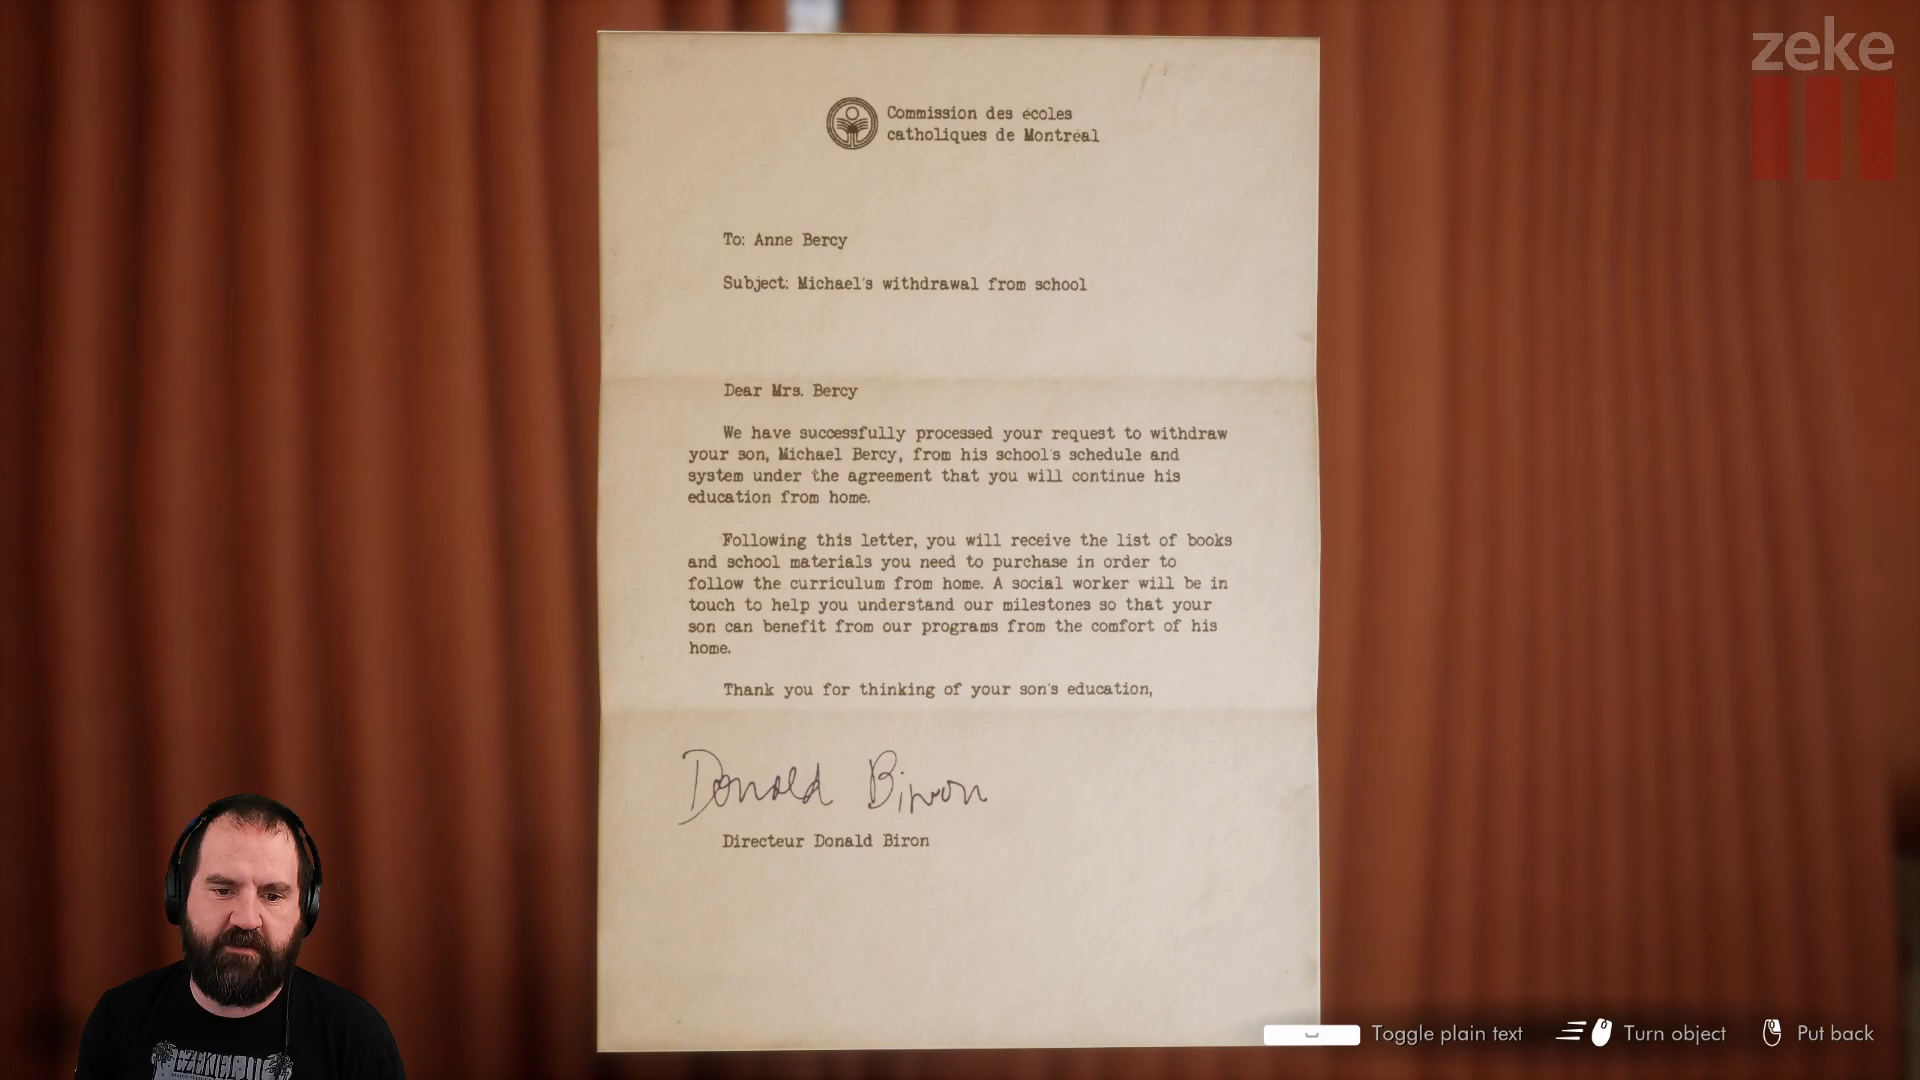 zeke
Commission des écoles
catholiques de Montréal
To: Anne Bercy
Subject: Michael's withdrawal from school
Dear Mrs. Bercy
We have successfully processed your request to withdraw
your son, Michael Bercy, from his school's schedule and
system under the agreement that you will continue his
education from home.
Following this letter, you will receive the list of books
and school materials you need to purchase in order to
follow the curriculum from home. A social worker will be in
touch to help you understand our milestones so that your
son can benefit from our programs from the comfort of his
home.
Thank you for thinking of your son's education,
Donald Biron
Directeur Donald Biron
Toggle plain text
Turn object
Put back